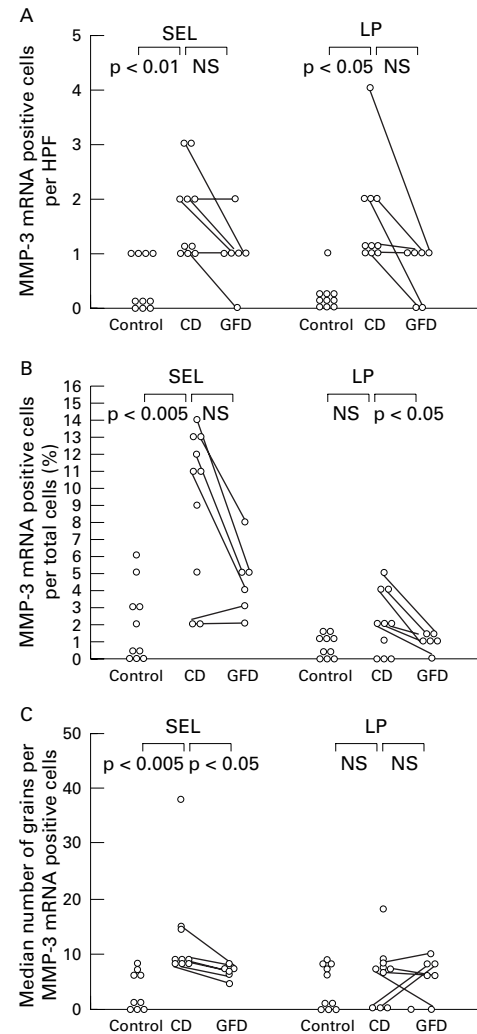 A
SEL
LP
p < 0.01
NS
p < 0.05
NS
MMP-3 mRNA positive cells
per HPF
5
4
3
2
1
0
Control
CD
GFD
Control
CD
GFD
B
SEL
LP
p < 0.005
NS
NS
p < 0.05
MMP-3 mRNA positive cells
per total cells (%)
16
15
14
13
12
11
10
9
8
7
6
5
4
3
2
1
0
Control
CD
GFD
Control
CD
GFD
C
SEL
LP
p < 0.005
p < 0.05
NS
NS
Median number of grains per
MMP-3 mRNA positive cells
50
40
30
20
10
0
Control
CD
GFD
Control
CD
GFD